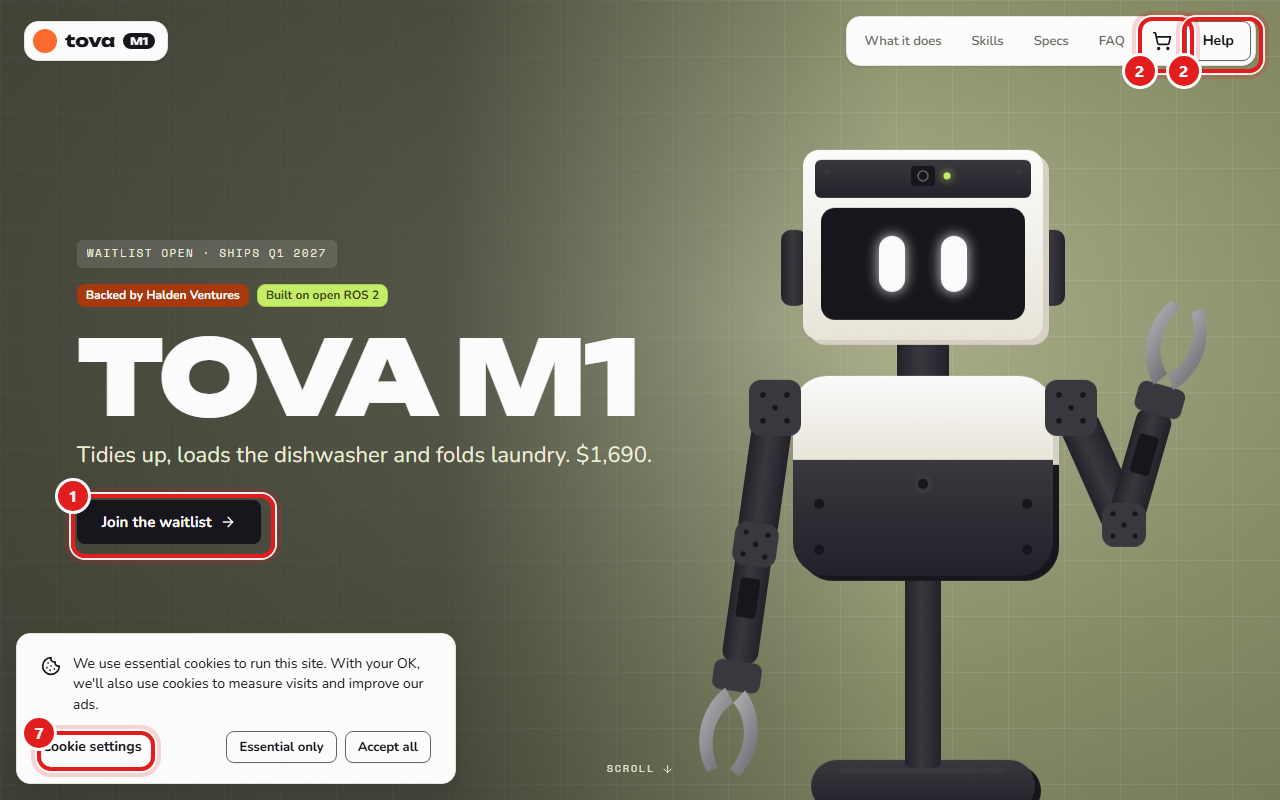 tova M1
What it does Skills Specs FAQ Help
2 2
WAITLIST OPEN · SHIPS Q1 2027
Backed by Halden Ventures Built on open ROS 2
TOVA M1
Tidies up, loads the dishwasher and folds laundry. $1,690.
1
Join the waitlist →
We use essential cookies to run this site. With your OK,
we'll also use cookies to measure visits and improve our
ads.
7
ookie settings Essential only Accept all
SCROLL ↓